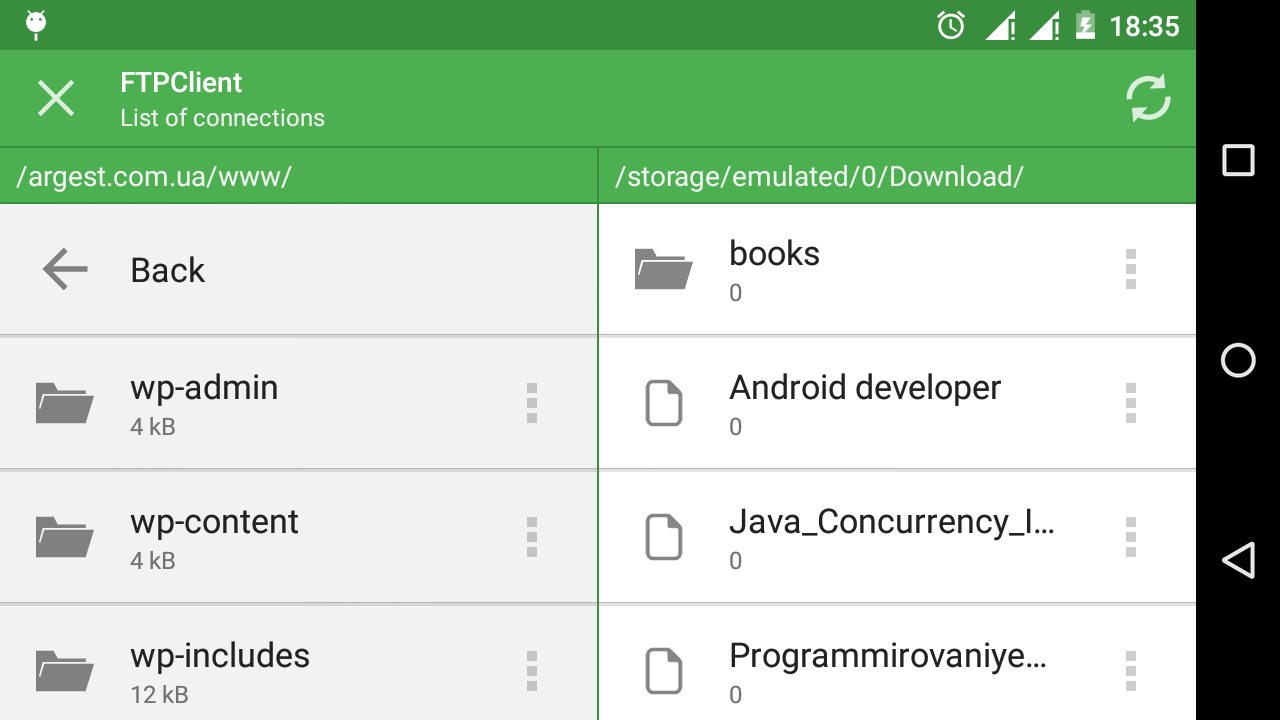 18:35
FTPClient
List of connections
/argest.com.ua/www/
/storage/emulated/0/Download/
Back
wp-admin
4 kB
wp-content
4 kB
wp-includes
12 kB
books
0
Android developer
0
Java_Concurrency_I...
0
Programmirovaniye...
0